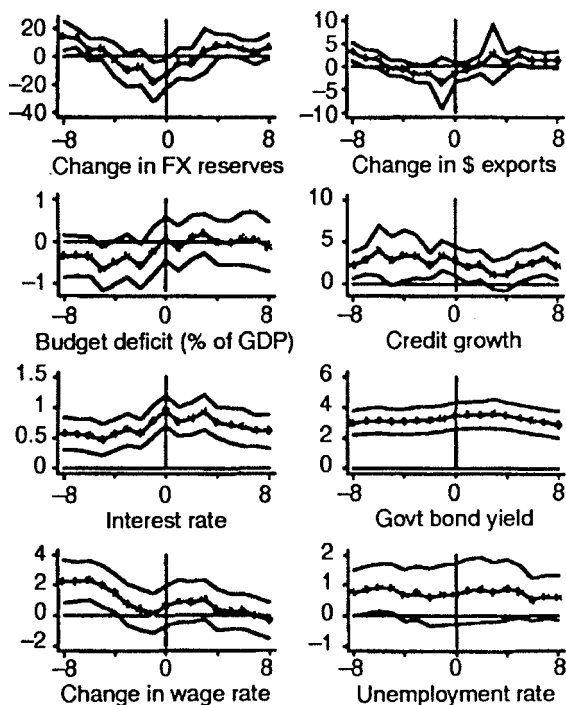 20
0
−20
−40
−8 0 8
Change in FX reserves
10
5
0
−5
−10
−8 0 8
Change in $ exports
1
0
−1
−8 0 8
Budget deficit (% of GDP)
10
5
0
−8 0 8
Credit growth
1.5
1
0.5
0
−8 0 8
Interest rate
6
4
2
0
−8 0 8
Govt bond yield
4
2
0
−2
−8 0 8
Change in wage rate
2
1
0
−1
−8 0 8
Unemployment rate